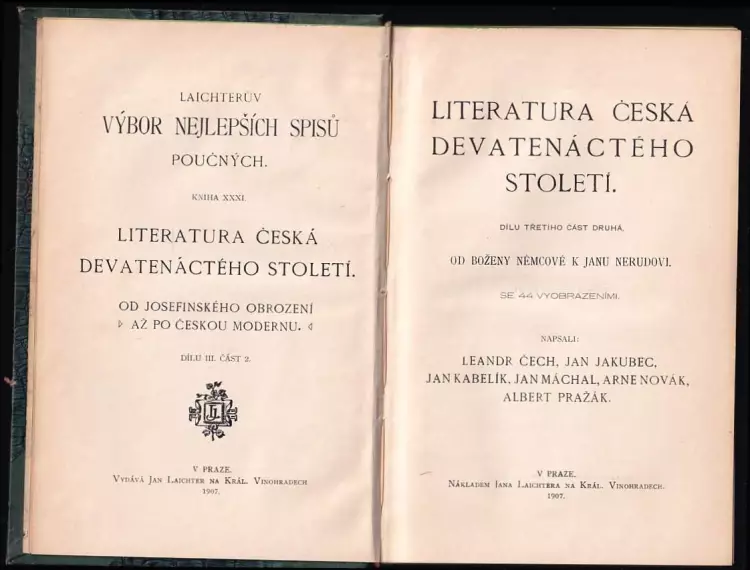 LAICHTERŮV
VÝBOR NEJLEPŠÍCH SPISŮ
POUČNÝCH.
KNIHA XXXI.
LITERATURA ČESKÁ
DEVATENÁCTÉHO STOLETÍ.
OD JOSEFINSKÉHO OBROZENÍ
AŽ PO ČESKOU MODERNU.
DÍLU III. ČÁST 2.
JL
V PRAZE.
VYDÁVÁ JAN LAICHTER NA KRÁL. VINOHRADECH
1907.
LITERATURA ČESKÁ
DEVATENÁCTÉHO
STOLETÍ.
DÍLU TŘETIHO ČÁST DRUHÁ.
OD BOŽENY NĚMCOVÉ K JANU NERUDOVI.
SE 44 VYOBRAZENÍMI.
NAPSALI:
LEANDR ČECH, JAN JAKUBEC,
JAN KABELÍK, JAN MÁCHAL, ARNE NOVÁK,
ALBERT PRAŽÁK.
V PRAZE.
NÁKLADEM JANA LAICHTERA NA KRÁL. VINOHRADECH.
1907.